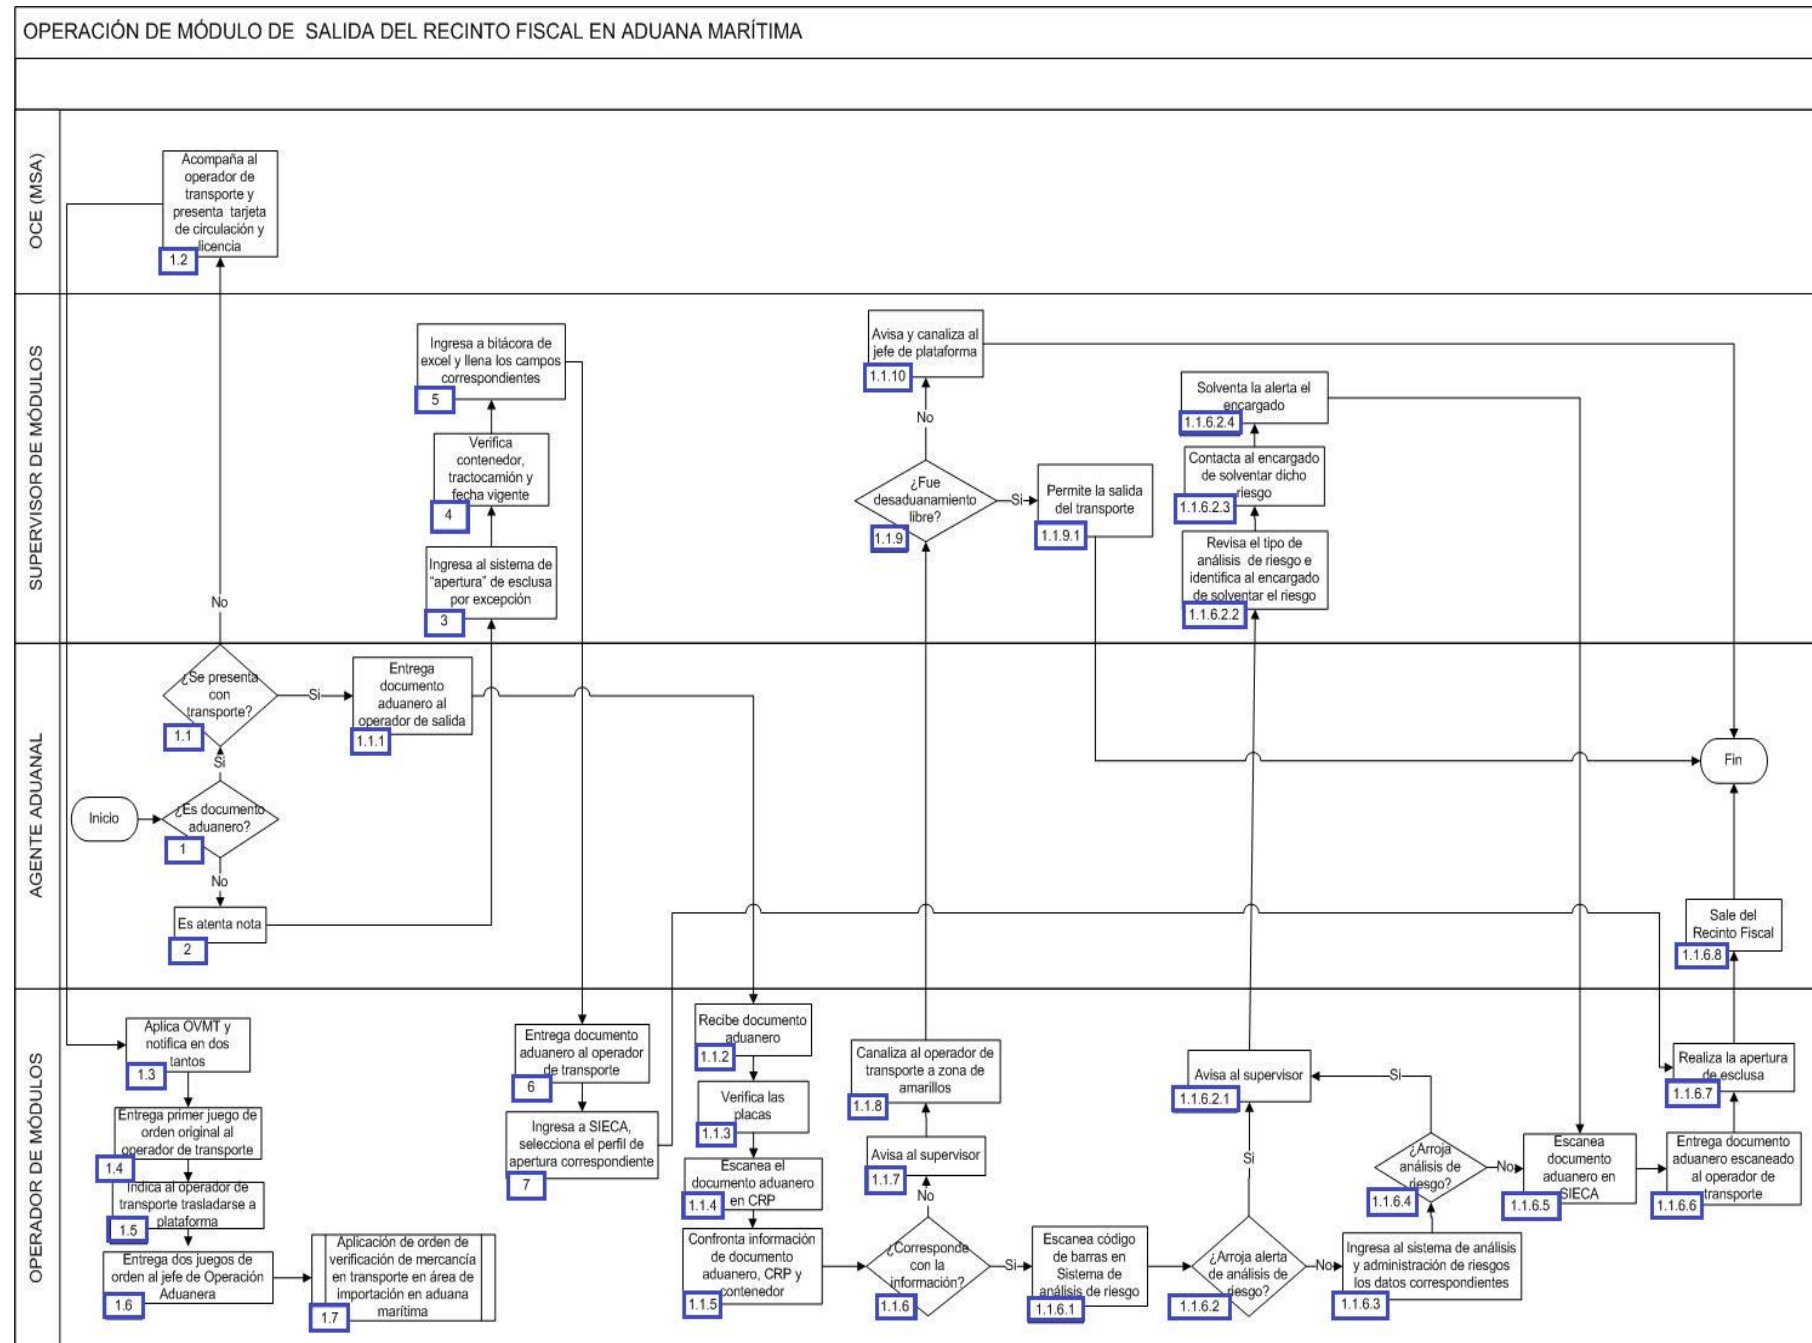 OPERACIÓN DE MÓDULO DE SALIDA DEL RECINTO FISCAL EN ADUANA MARÍTIMA
OCE (MSA)
Acompaña al
operador de
transporte y
presenta tarjeta
de circulación y
licencia
1.2
SUPERVISOR DE MÓDULOS
Ingresa a bitácora de
excel y llena los campos
correspondientes
5
Verifica
contenedor,
tractocamión y
fecha vigente
4
Ingresa al sistema de
"apertura" de esclusa
por excepción
3
Avisa y canaliza al
jefe de plataforma
1.1.10
No
¿Fue
desaduanamiento
libre?
1.1.9
Si
Permite la salida
del transporte
1.1.9.1
Solventa la alerta el
encargado
1.1.6.2.4
Contacta al encargado
de solventar dicho
riesgo
1.1.6.2.3
Revisa el tipo de
análisis de riesgo e
identifica al encargado
de solventar el riesgo
1.1.6.2.2
No
AGENTE ADUANAL
¿Se presenta
con
transporte?
1.1
Si
Entrega
documento
aduanero al
operador de salida
1.1.1
Si
Inicio
¿Es documento
aduanero?
1
No
Es atenta nota
2
Fin
Sale del
Recinto Fiscal
1.1.6.8
OPERADOR DE MÓDULOS
Aplica OVMT y
notifica en dos
tantos
1.3
Entrega primer juego de
orden original al
operador de transporte
1.4
Indica al operador de
transporte trasladarse a
plataforma
1.5
Entrega dos juegos de
orden al jefe de Operación
Aduanera
1.6
Aplicación de orden de
verificación de mercancía
en transporte en área de
importación en aduana
marítima
1.7
Entrega documento
aduanero al operador
de transporte
6
Ingresa a SIECA,
selecciona el perfil de
apertura correspondiente
7
Recibe documento
aduanero
1.1.2
Verifica las
placas
1.1.3
Escanea el
documento aduanero
en CRP
1.1.4
Confronta información
de documento
aduanero, CRP y
contenedor
1.1.5
Canaliza al operador de
transporte a zona de
amarillos
1.1.8
Avisa al supervisor
1.1.7
No
¿Corresponde
con la
información?
1.1.6
Si
Escanea código
de barras en
Sistema de
análisis de riesgo
1.1.6.1
Avisa al supervisor
1.1.6.2.1
Si
¿Arroja alerta
de análisis de
riesgo?
1.1.6.2
No
Ingresa al sistema de análisis
y administración de riesgos
los datos correspondientes
1.1.6.3
Si
¿Arroja
análisis de
riesgo?
1.1.6.4
No
Escanea
documento
aduanero en
SIECA
1.1.6.5
Entrega documento
aduanero escaneado
al operador de
transporte
1.1.6.6
Realiza la apertura
de esclusa
1.1.6.7